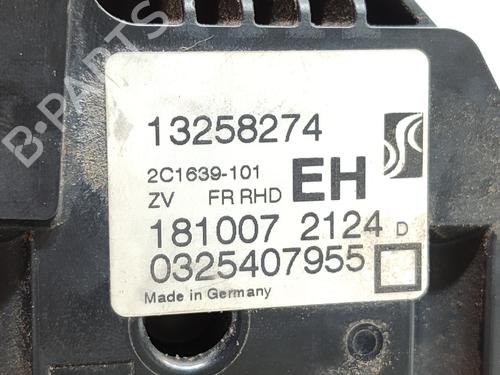 13258274
2C1639-101
ZV FR RHD EH
181007 2124 D
0325407955
Made in Germany
B-PARTS